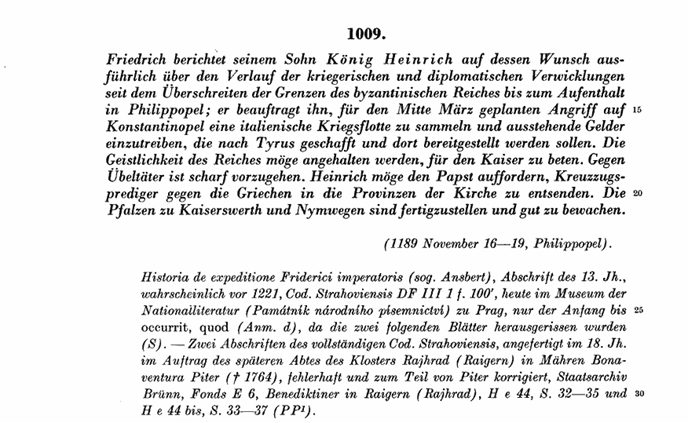 1009.
Friedrich berichtet seinem Sohn König Heinrich auf dessen Wunsch aus-
führlich über den Verlauf der kriegerischen und diplomatischen Verwicklungen
seit dem Überschreiten der Grenzen des byzantinischen Reiches bis zum Aufenthalt
in Philippopel; er beauftragt ihn, für den Mitte März geplanten Angriff auf 15
Konstantinopel eine italienische Kriegsflotte zu sammeln und ausstehende Gelder
einzutreiben, die nach Tyrus geschafft und dort bereitgestellt werden sollen. Die
Geistlichkeit des Reiches möge angehalten werden, für den Kaiser zu beten. Gegen
Übeltäter ist scharf vorzugehen. Heinrich möge den Papst auffordern, Kreuzzugs-
prediger gegen die Griechen in die Provinzen der Kirche zu entsenden. Die 20
Pfalzen zu Kaiserswerth und Nymwegen sind fertigzustellen und gut zu bewachen.
(1189 November 16—19, Philippopel).
Historia de expeditione Friderici imperatoris (sog. Ansbert), Abschrift des 13. Jh.,
wahrscheinlich vor 1221, Cod. Strahoviensis DF III 1 f. 100', heute im Museum der
Nationalliteratur (Památník národního písemnictví) zu Prag, nur der Anfang bis 25
occurrit, quod (Anm. d), da die zwei folgenden Blätter herausgerissen wurden
(S). — Zwei Abschriften des vollständigen Cod. Strahoviensis, angefertigt im 18. Jh.
im Auftrag des späteren Abtes des Klosters Rajhrad (Raigern) in Mähren Bona-
ventura Piter († 1764), fehlerhaft und zum Teil von Piter korrigiert, Staatsarchiv
Brünn, Fonds E 6, Benediktiner in Raigern (Rajhrad), H e 44, S. 32—35 und 30
H e 44 bis, S. 33—37 (PP¹).